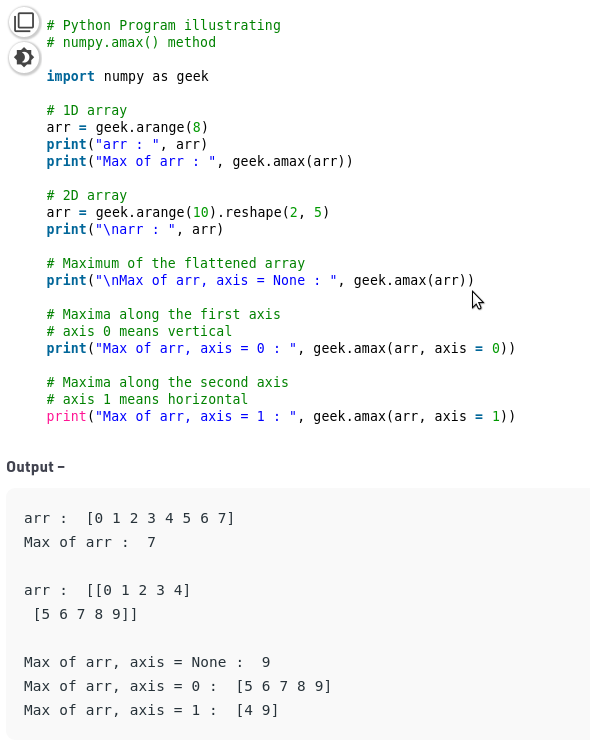 # Python Program illustrating
# numpy.amax() method
import numpy as geek
# 1D array
arr = geek.arange(8)
print("arr : ", arr)
print("Max of arr : ", geek.amax(arr))
# 2D array
arr = geek.arange(10).reshape(2, 5)
print("\narr : ", arr)
# Maximum of the flattened array
print("\nMax of arr, axis = None : ", geek.amax(arr))
# Maxima along the first axis
# axis 0 means vertical
print("Max of arr, axis = 0 : ", geek.amax(arr, axis = 0))
# Maxima along the second axis
# axis 1 means horizontal
print("Max of arr, axis = 1 : ", geek.amax(arr, axis = 1))
Output –
arr :  [0 1 2 3 4 5 6 7]
Max of arr :  7
arr :  [[0 1 2 3 4]
 [5 6 7 8 9]]
Max of arr, axis = None :  9
Max of arr, axis = 0 :  [5 6 7 8 9]
Max of arr, axis = 1 :  [4 9]